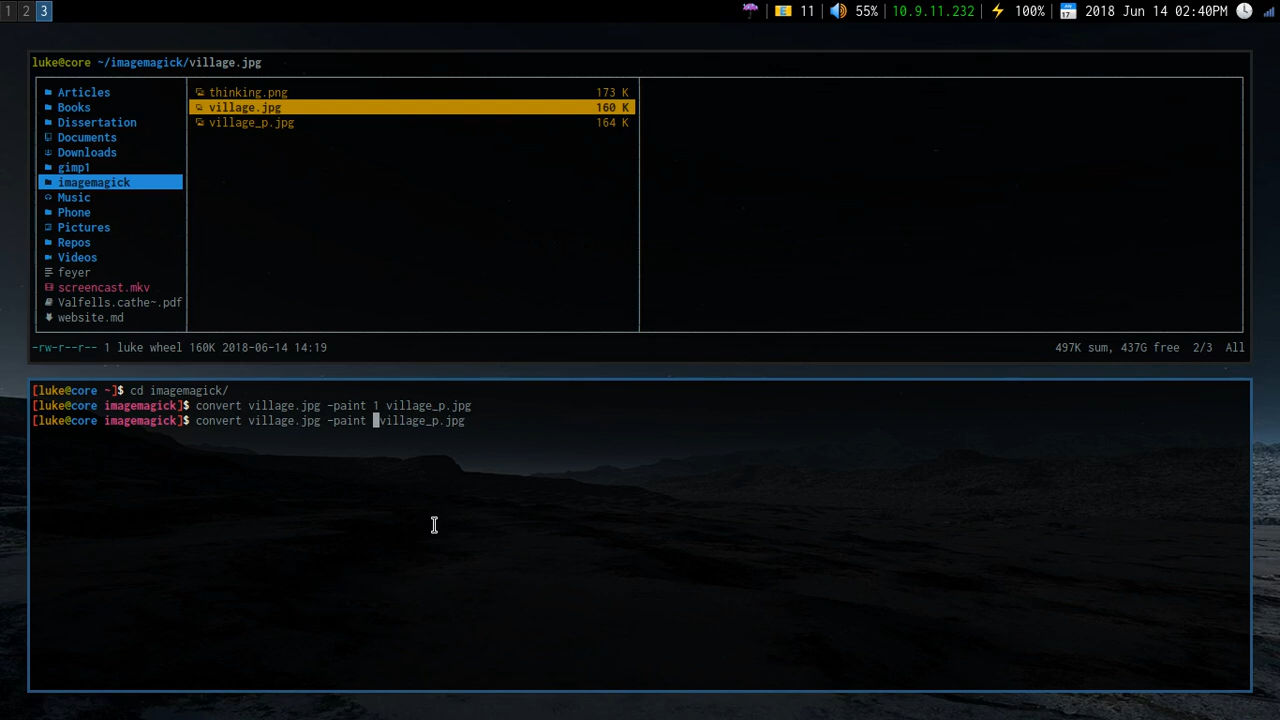 1 2 3 11 55% 10.9.11.232 100% 2018 Jun 14 02:40PM
luke@core ~/imagemagick/village.jpg
Articles
Books
Dissertation
Documents
Downloads
gimp1
imagemagick
Music
Phone
Pictures
Repos
Videos
feyer
screencast.mkv
Valfells.cathe~.pdf
website.md
thinking.png 173 K
village.jpg 160 K
village_p.jpg 164 K
-rw-r--r-- 1 luke wheel 160K 2018-06-14 14:19 497K sum, 437G free 2/3 All
[luke@core ~]$ cd imagemagick/
[luke@core imagemagick]$ convert village.jpg -paint 1 village_p.jpg
[luke@core imagemagick]$ convert village.jpg -paint village_p.jpg